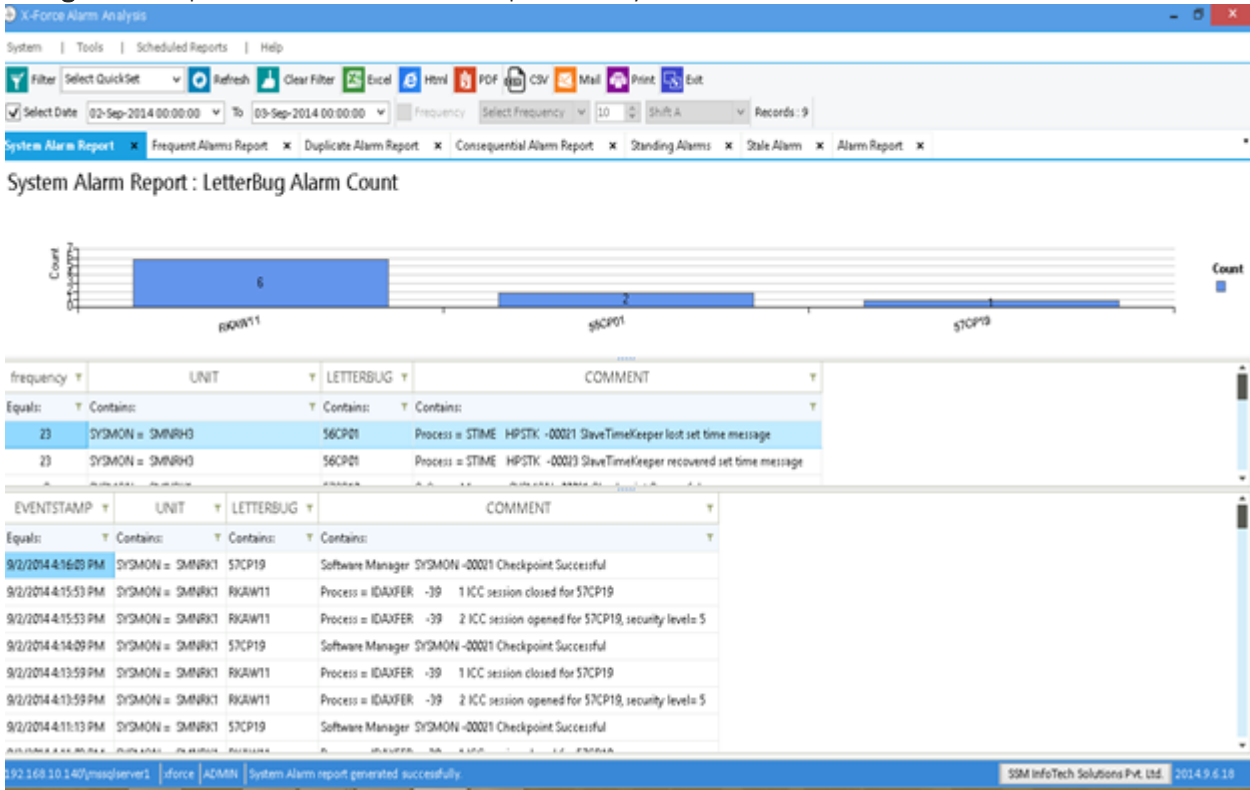 X-Force Alarm Analysis
System | Tools | Scheduled Reports | Help
Filter Select QuickSet Refresh Clear Filter Excel Html PDF CSV Mail Print Exit
Select Date 02-Sep-2014 00:00:00 To 03-Sep-2014 00:00:00 Frequency Select Frequency 10 Shift A Records : 9
System Alarm Report Frequent Alarms Report Duplicate Alarm Report Consequential Alarm Report Standing Alarms Stale Alarm Alarm Report
System Alarm Report : LetterBug Alarm Count
Count
7
6
5
4
3
2
1
0
6
2
1
Count
RKAW11
57CP19
frequency UNIT LETTERBUG COMMENT
Equals: Contains: Contains: Contains:
23 SYSMON = SMNRH3 56CP01 Process = STIME HPSTK -00021 SlaveTimeKeeper lost set time message
23 SYSMON = SMNRH3 56CP01 Process = STIME HPSTK -00023 SlaveTimeKeeper recovered set time message
EVENTSTAMP UNIT LETTERBUG COMMENT
Equals: Contains: Contains: Contains:
9/2/2014 4:16:03 PM SYSMON = SMNRK1 57CP19 Software Manager SYSMON -00021 Checkpoint Successful
9/2/2014 4:15:53 PM SYSMON = SMNRK1 RKAW11 Process = IDAXFER -39 1 ICC session closed for 57CP19
9/2/2014 4:15:53 PM SYSMON = SMNRK1 RKAW11 Process = IDAXFER -39 2 ICC session opened for 57CP19, security level= 5
9/2/2014 4:14:09 PM SYSMON = SMNRK1 57CP19 Software Manager SYSMON -00021 Checkpoint Successful
9/2/2014 4:13:59 PM SYSMON = SMNRK1 RKAW11 Process = IDAXFER -39 1 ICC session closed for 57CP19
9/2/2014 4:13:59 PM SYSMON = SMNRK1 RKAW11 Process = IDAXFER -39 2 ICC session opened for 57CP19, security level= 5
9/2/2014 4:11:13 PM SYSMON = SMNRK1 57CP19 Software Manager SYSMON -00021 Checkpoint Successful
192.168.10.140\mssqlserver1 xforce ADMIN System Alarm report generated successfully. SSM InfoTech Solutions Pvt. Ltd. 2014.9.6.18